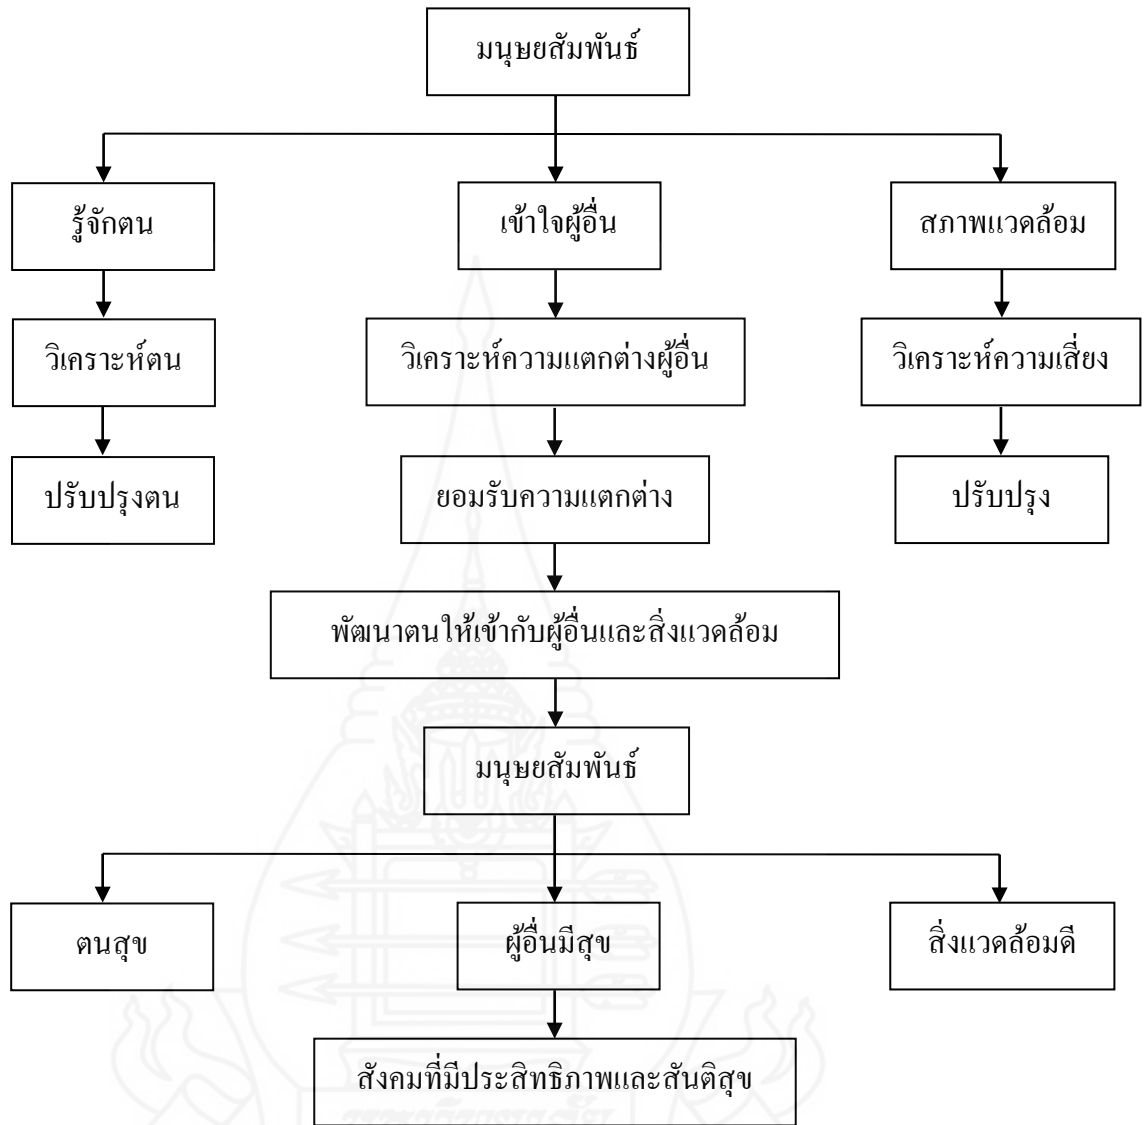 มนุษยสัมพันธ์
รู้จักตน
เข้าใจผู้อื่น
สภาพแวดล้อม
วิเคราะห์ตน
วิเคราะห์ความแตกต่างผู้อื่น
วิเคราะห์ความเสี่ยง
ปรับปรุงตน
ยอมรับความแตกต่าง
ปรับปรุง
พัฒนาตนให้เข้ากับผู้อื่นและสิ่งแวดล้อม
มนุษยสัมพันธ์
ตนสุข
ผู้อื่นมีสุข
สิ่งแวดล้อมดี
สังคมที่มีประสิทธิภาพและสันติสุข